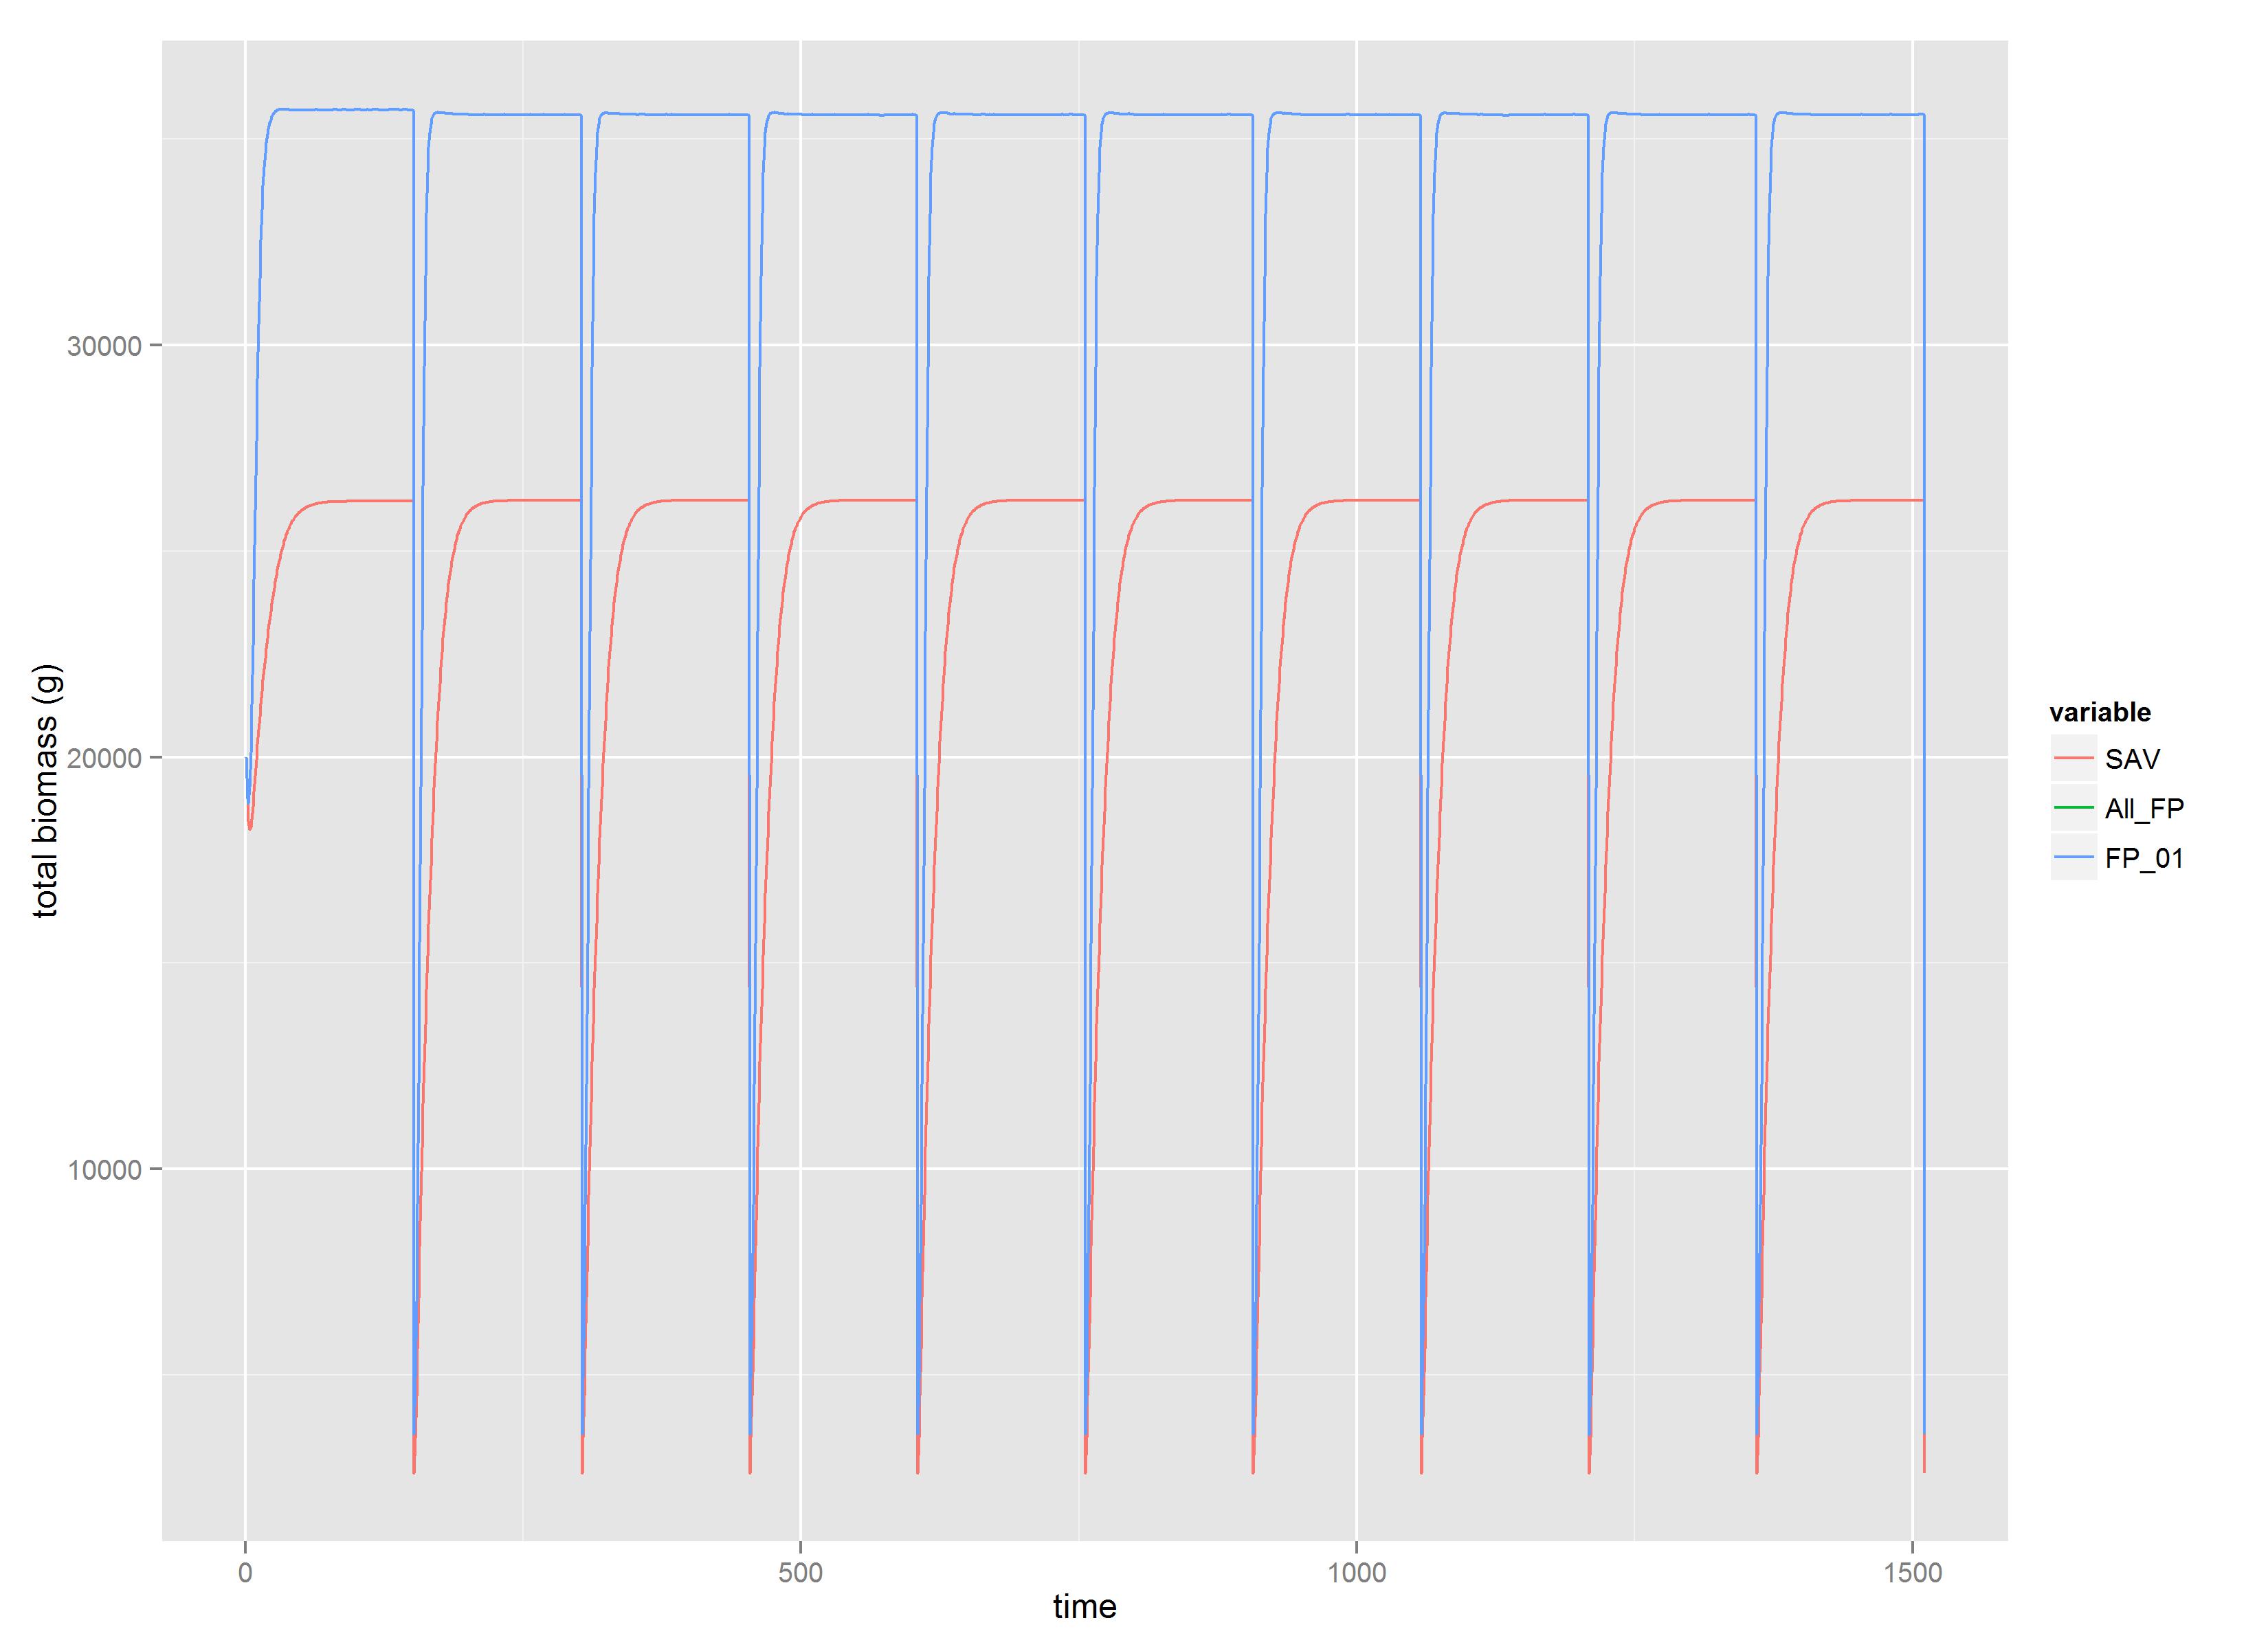 total biomass (g)
30000
20000
10000
0
500
1000
1500
time
variable
SAV
All_FP
FP_01